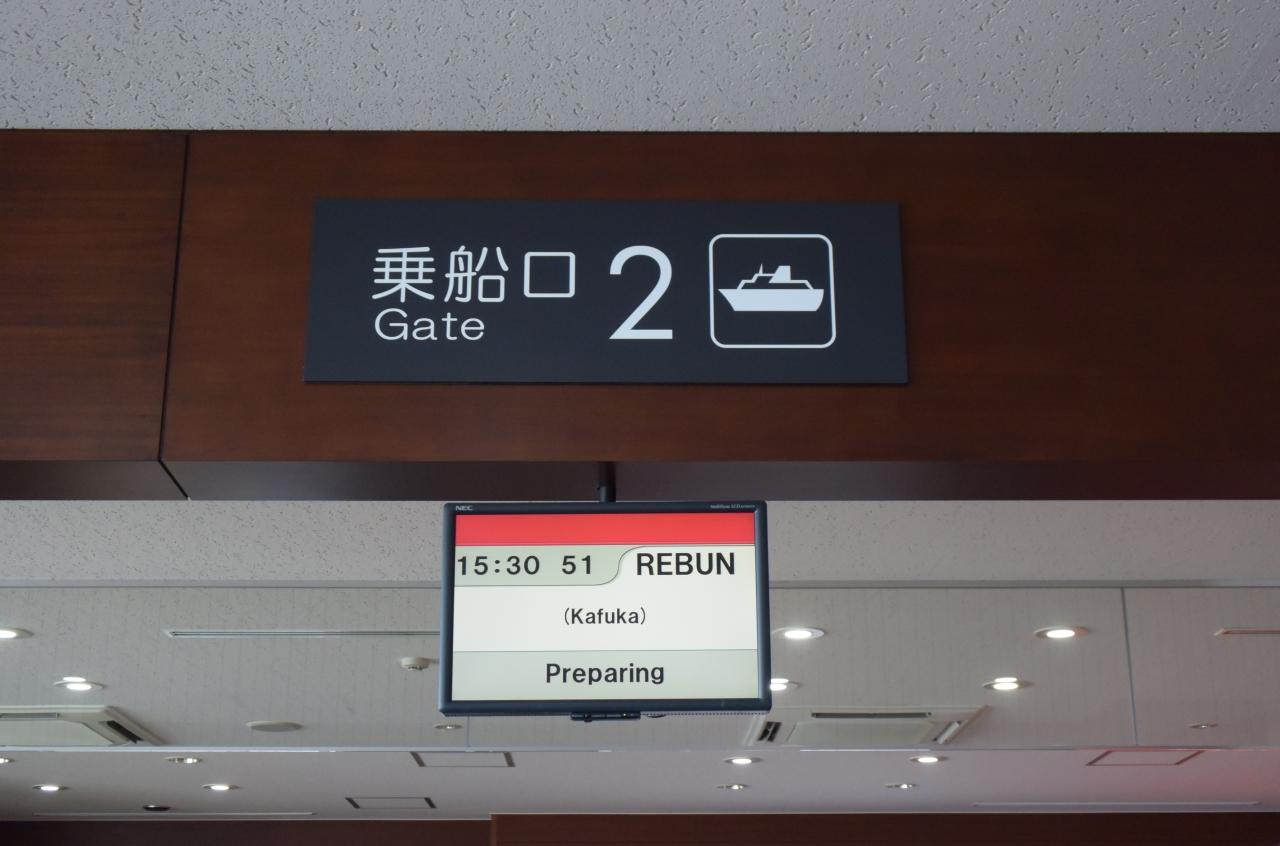 乗船口 2
Gate
NEC
15:30 51 REBUN
(Kafuka)
Preparing